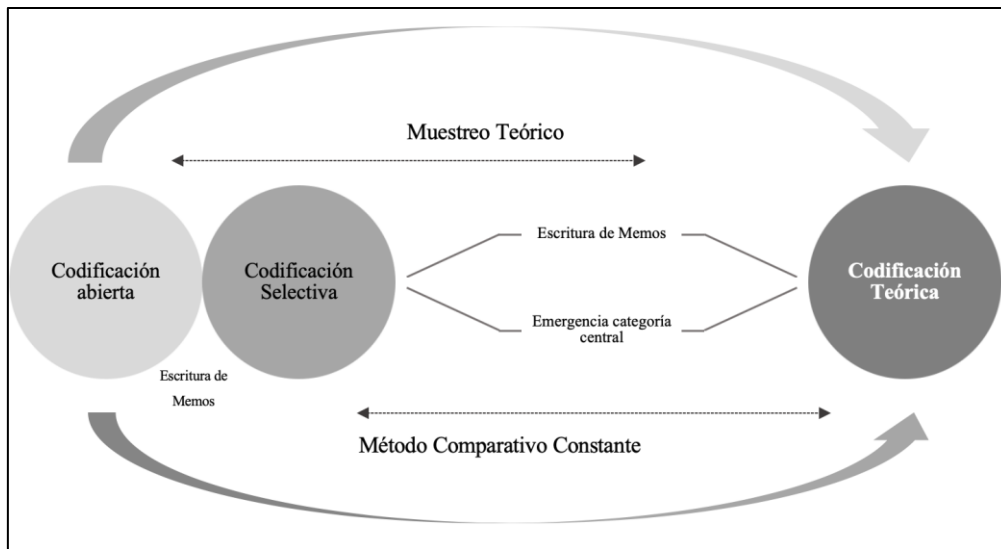 Muestreo Teórico
Codificación
abierta
Codificación
Selectiva
Escritura de Memos
Emergencia categoría
central
Codificación
Teórica
Escritura de
Memos
Método Comparativo Constante